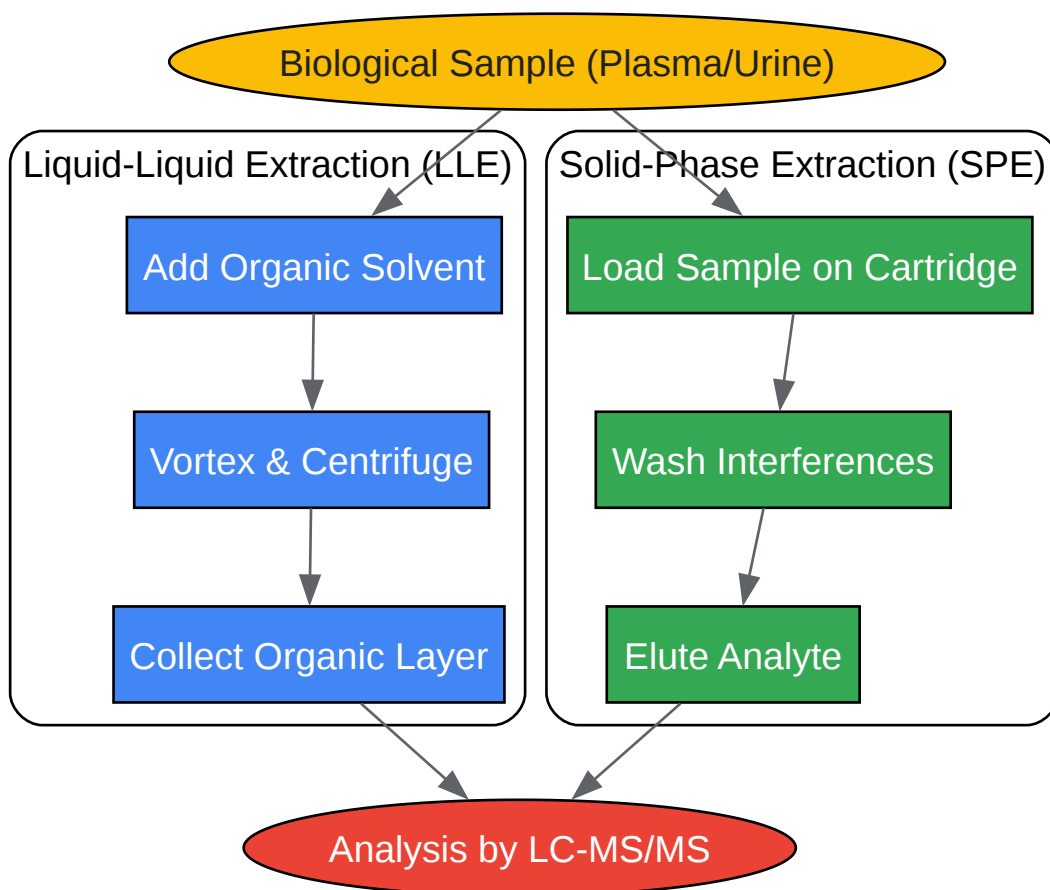 Biological Sample (Plasma/Urine)
Liquid-Liquid Extraction (LLE)
Add Organic Solvent
Vortex & Centrifuge
Collect Organic Layer
Solid-Phase Extraction (SPE)
Load Sample on Cartridge
Wash Interferences
Elute Analyte
Analysis by LC-MS/MS